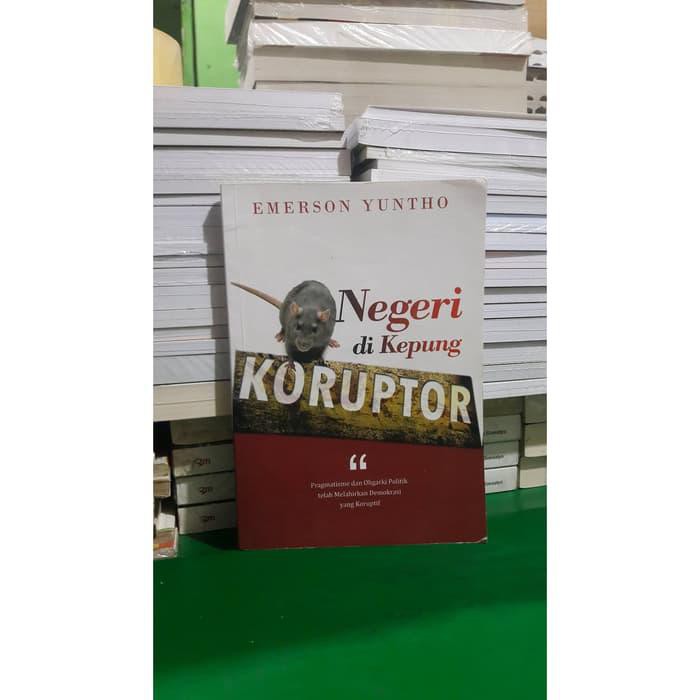 EMERSON YUNTHO
Negeri
di Kepung
KORUPTOR
“
Pragmatisme dan Oligarki Politik
telah Melahirkan Demokrasi
yang Koruptif